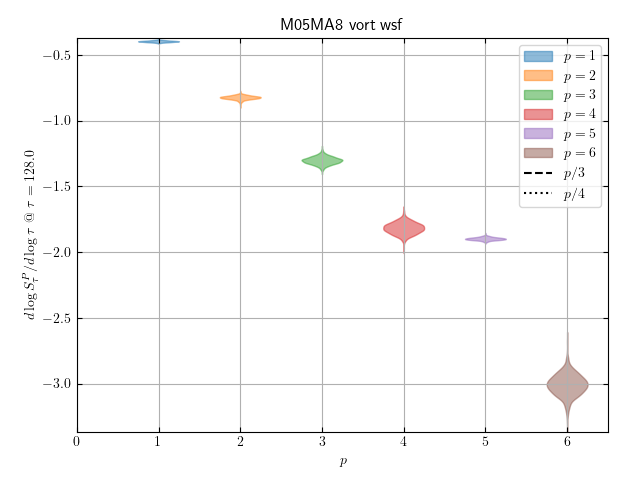 M05MA8 vort wsf
d log S_τ^P / d log τ @ τ = 128.0
−0.5
−1.0
−1.5
−2.0
−2.5
−3.0
0 1 2 3 4 5 6
p
p = 1
p = 2
p = 3
p = 4
p = 5
p = 6
p/3
p/4